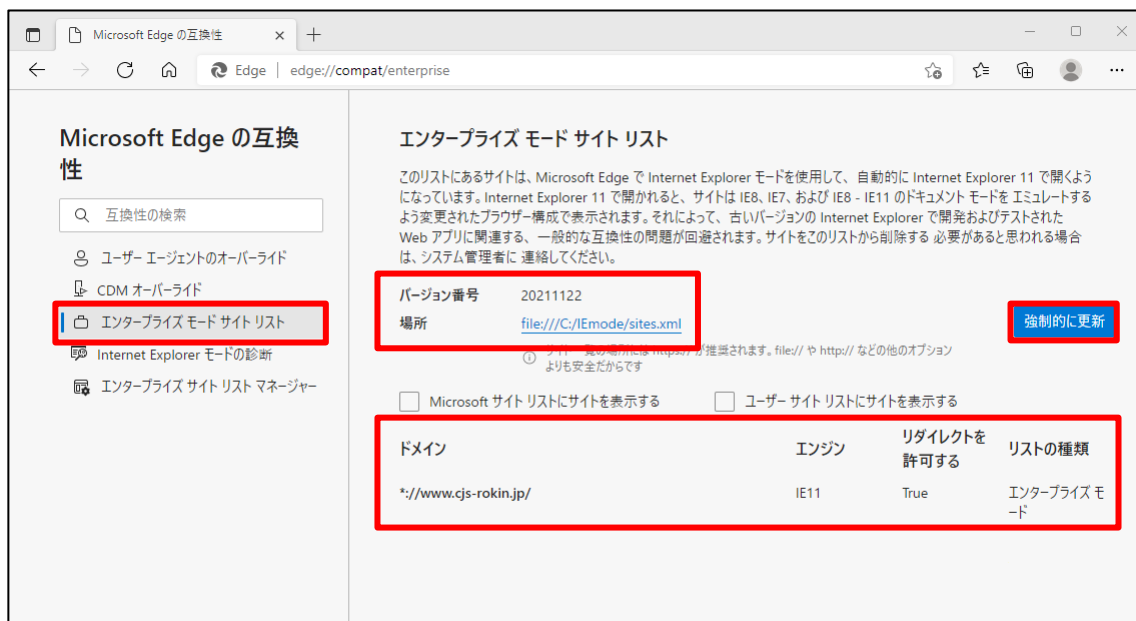 Microsoft Edge の互換性
Edge
edge://compat/enterprise
Microsoft Edge の互換
性
互換性の検索
ユーザー エージェントのオーバーライド
CDM オーバーライド
エンタープライズ モード サイト リスト
Internet Explorer モードの診断
エンタープライズ サイト リスト マネージャー
エンタープライズ モード サイト リスト
このリストにあるサイトは、Microsoft Edge で Internet Explorer モードを使用して、自動的に Internet Explorer 11 で開くよう
になっています。Internet Explorer 11 で開かれると、サイトは IE8、IE7、および IE8 - IE11 のドキュメント モードを エミュレートする
よう変更されたブラウザー構成で表示されます。それによって、古いバージョンの Internet Explorer で開発およびテストされた
Web アプリに関連する、一般的な互換性の問題が回避されます。サイトをこのリストから削除する 必要があると思われる場合
は、システム管理者に 連絡してください。
バージョン番号 20211122
場所 file:///C:/IEmode/sites.xml
強制的に更新
サイト一覧の場所には https:// が推奨されます。file:// や http:// などの他のオプション
よりも安全だからです
Microsoft サイト リストにサイトを表示する
ユーザー サイト リストにサイトを表示する
ドメイン エンジン リダイレクトを許可する リストの種類
*://www.cjs-rokin.jp/ IE11 True エンタープライズ モード